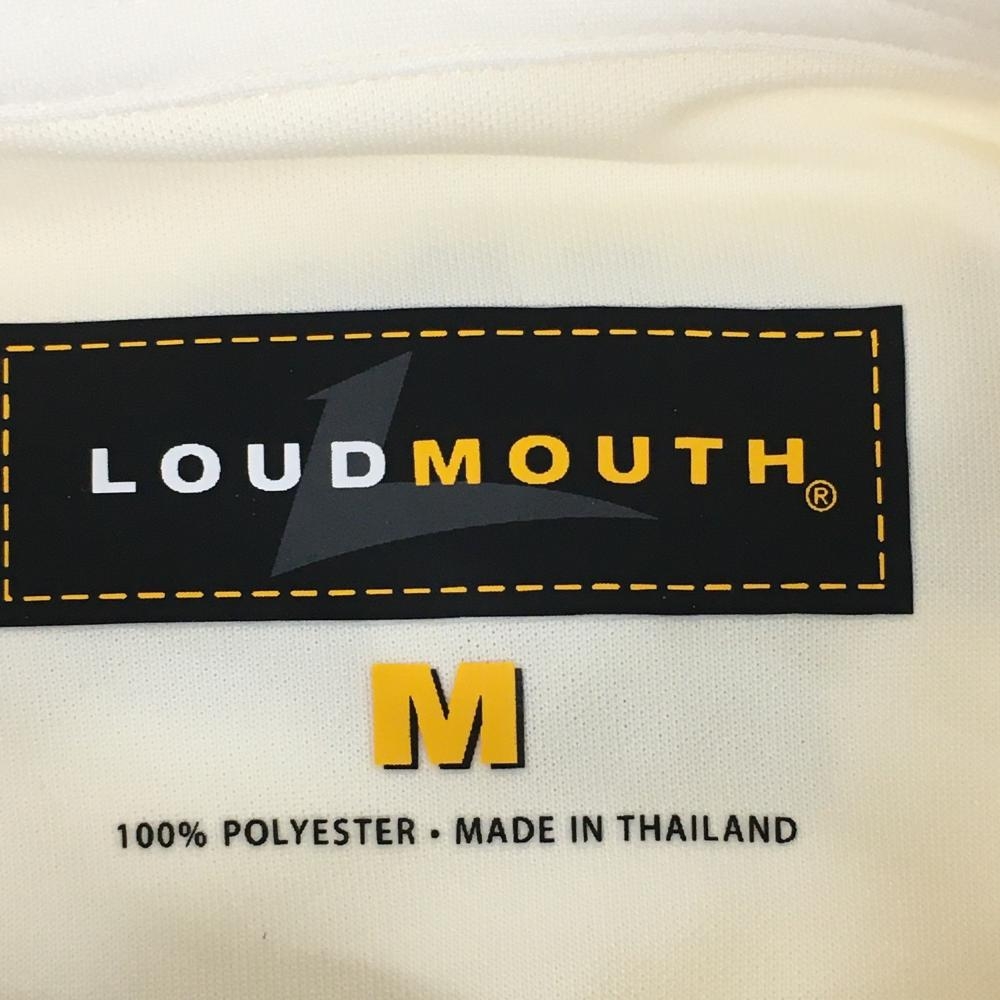 LOUDMOUTH®
M
100% POLYESTER • MADE IN THAILAND